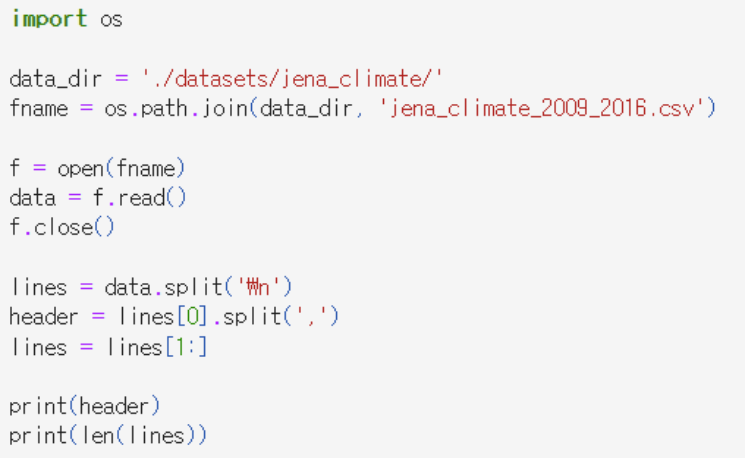 import os
data_dir = './datasets/jena_climate/'
fname = os.path.join(data_dir, 'jena_climate_2009_2016.csv')
f = open(fname)
data = f.read()
f.close()
lines = data.split('₩n')
header = lines[0].split(',')
lines = lines[1:]
print(header)
print(len(lines))